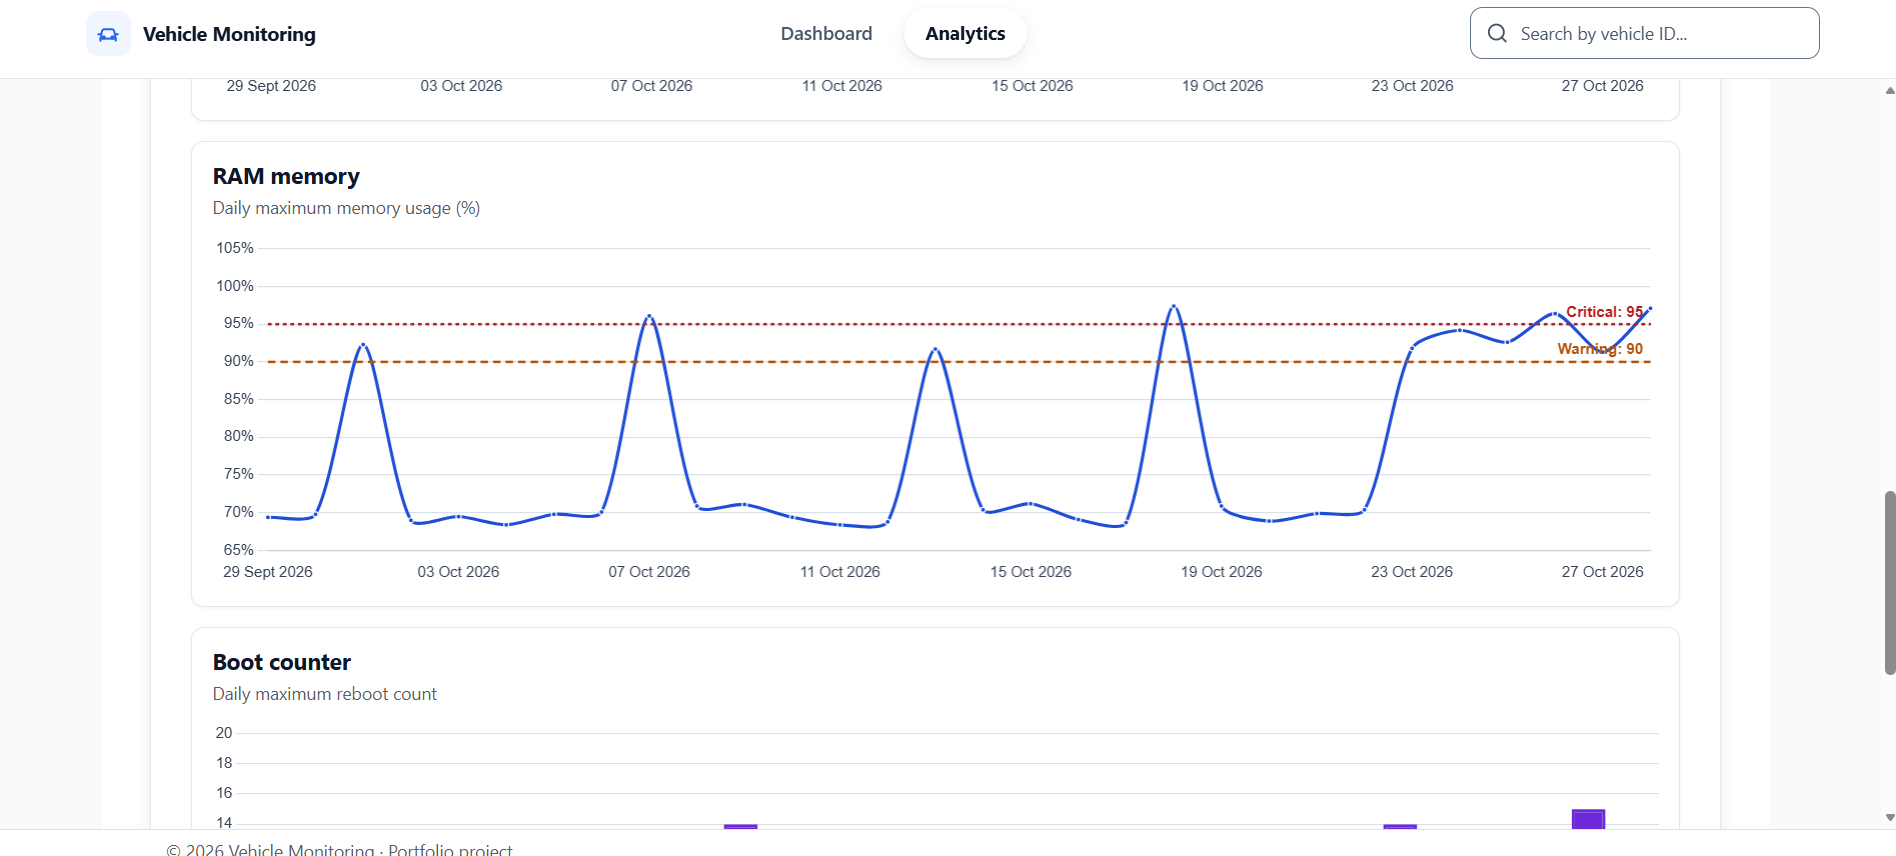 Vehicle Monitoring
Dashboard
Analytics
Search by vehicle ID...
29 Sept 2026 03 Oct 2026 07 Oct 2026 11 Oct 2026 15 Oct 2026 19 Oct 2026 23 Oct 2026 27 Oct 2026
RAM memory
Daily maximum memory usage (%)
105%
100%
Critical: 95
95%
Warning: 90
90%
85%
80%
75%
70%
65%
29 Sept 2026 03 Oct 2026 07 Oct 2026 11 Oct 2026 15 Oct 2026 19 Oct 2026 23 Oct 2026 27 Oct 2026
Boot counter
Daily maximum reboot count
20
18
16
14
© 2026 Vehicle Monitoring · Portfolio project